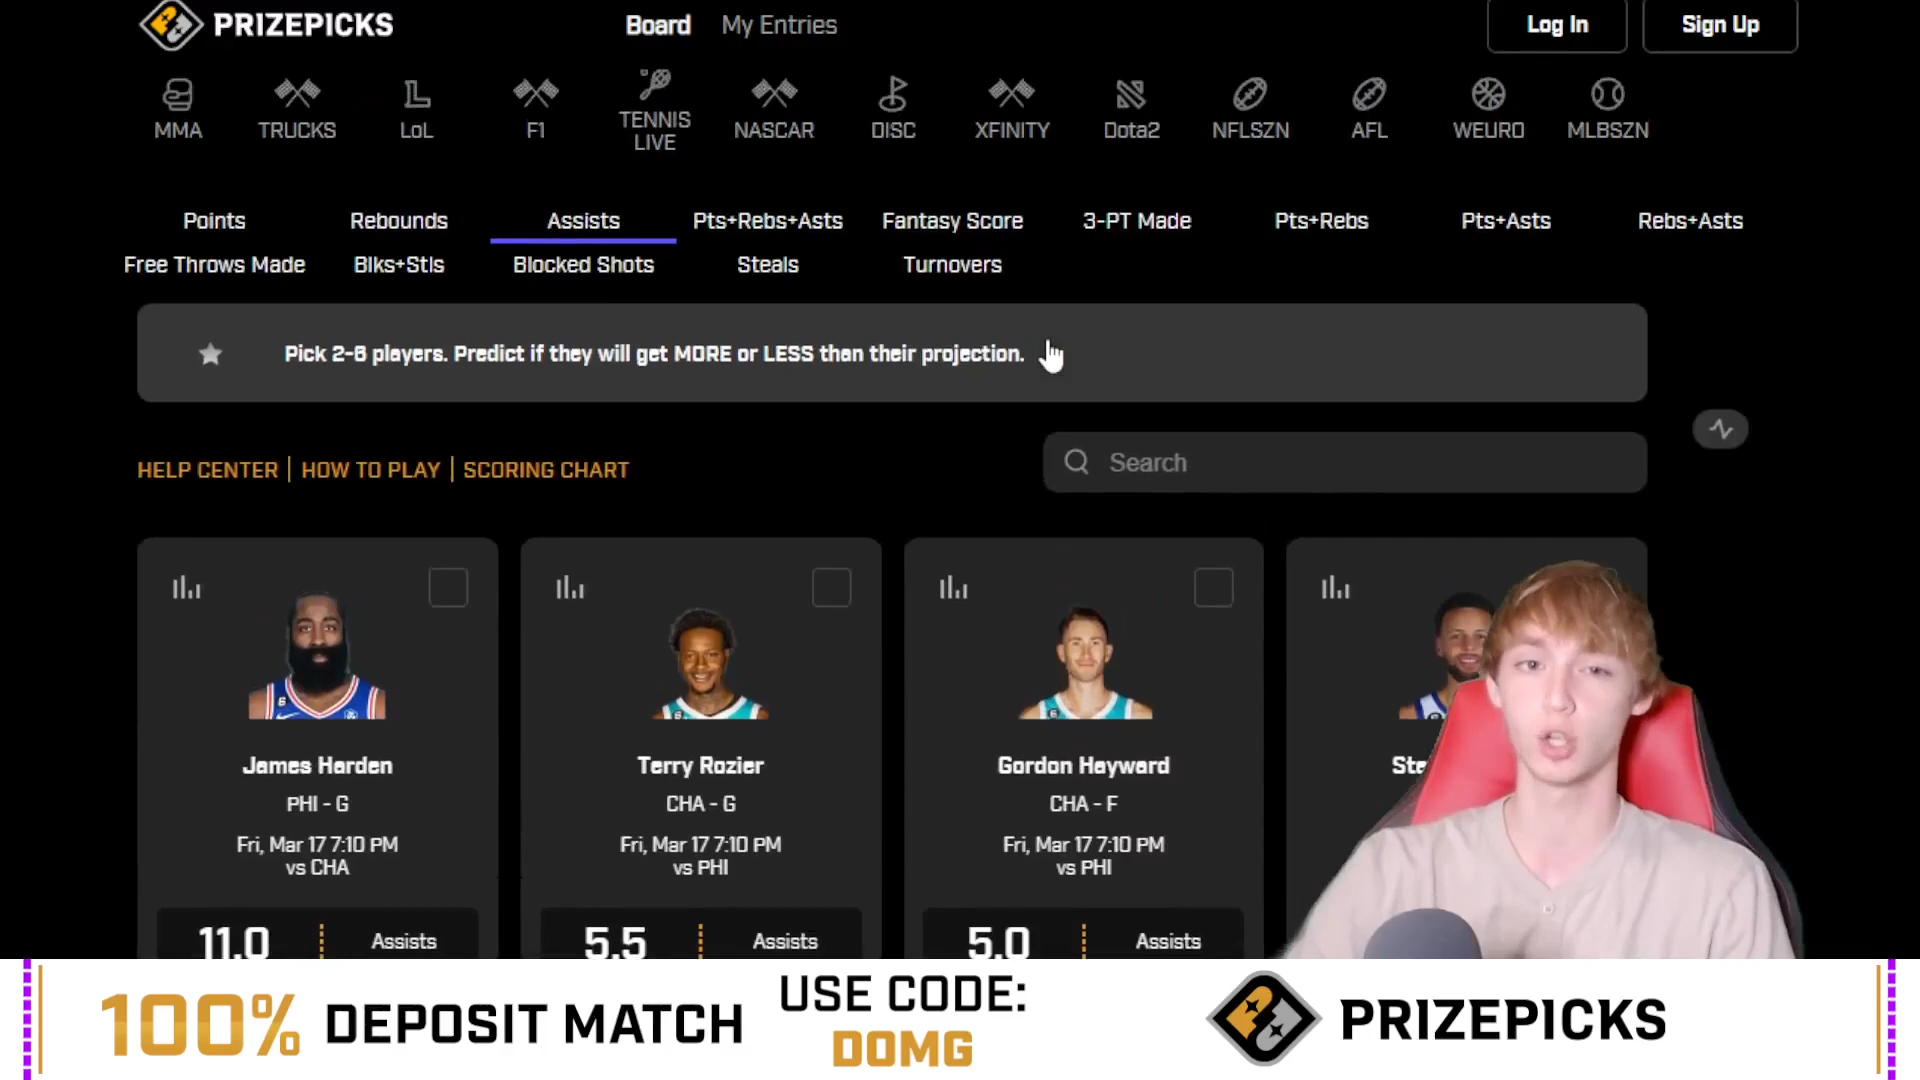 PRIZEPICKS
Board My Entries
Log In Sign Up
MMA TRUCKS LoL F1 TENNIS LIVE NASCAR DISC XFINITY Dota2 NFLSZN AFL WEURO MLBSZN
Points Rebounds Assists Pts+Rebs+Asts Fantasy Score 3-PT Made Pts+Rebs Pts+Asts Rebs+Asts
Free Throws Made Blks+Stls Blocked Shots Steals Turnovers
Pick 2-6 players. Predict if they will get MORE or LESS than their projection.
HELP CENTER | HOW TO PLAY | SCORING CHART
Search
James Harden
PHI - G
Fri, Mar 17 7:10 PM
vs CHA
11.0 Assists
Terry Rozier
CHA - G
Fri, Mar 17 7:10 PM
vs PHI
5.5 Assists
Gordon Hayward
CHA - F
Fri, Mar 17 7:10 PM
vs PHI
5.0 Assists
Ste
100% DEPOSIT MATCH
USE CODE:
DOMG
PRIZEPICKS